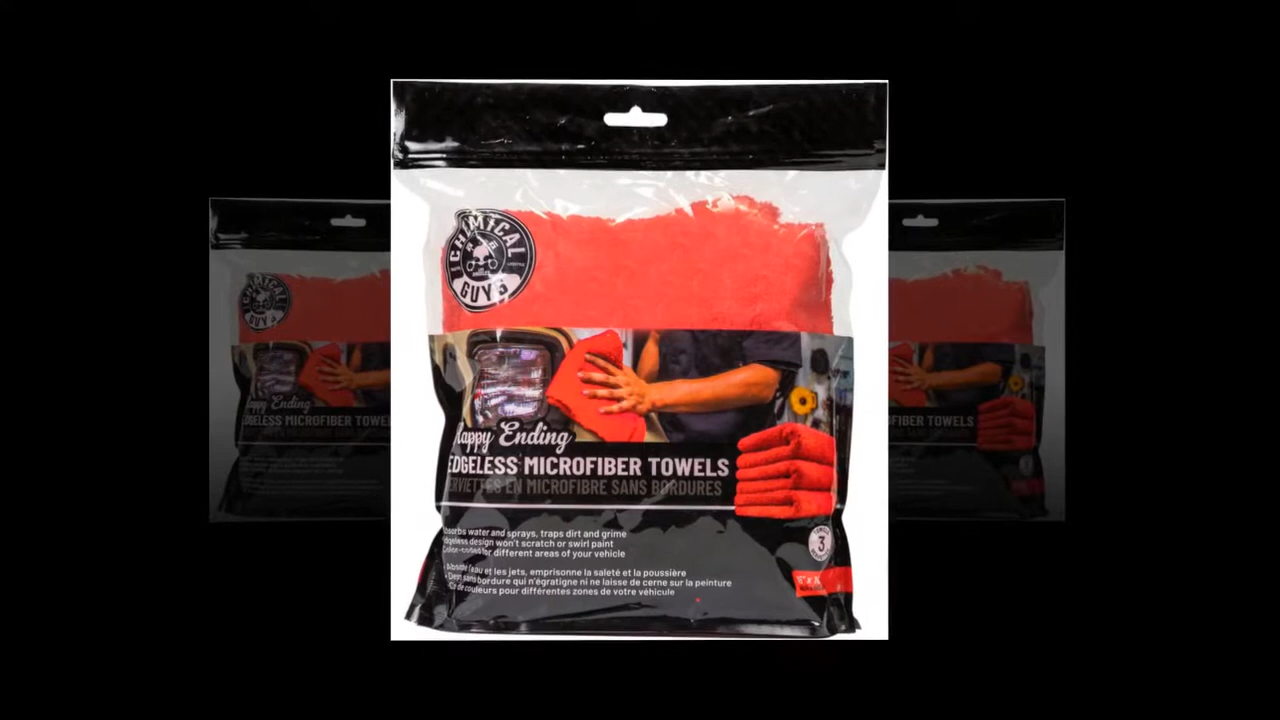 CHEMICAL
GUYS
Happy Ending
EDGELESS MICROFIBER TOWELS
SERVIETTES EN MICROFIBRE SANS BORDURES
Absorbs water and sprays, traps dirt and grime
Edgeless design won't scratch or swirl paint
Color-coded for different areas of your vehicle
l'eau et les jets, emprisonne la saleté et la poussière
sans bordure qui n'égratigne ni ne laisse de cerne sur la peinture
de couleurs pour différentes zones de votre véhicule
3